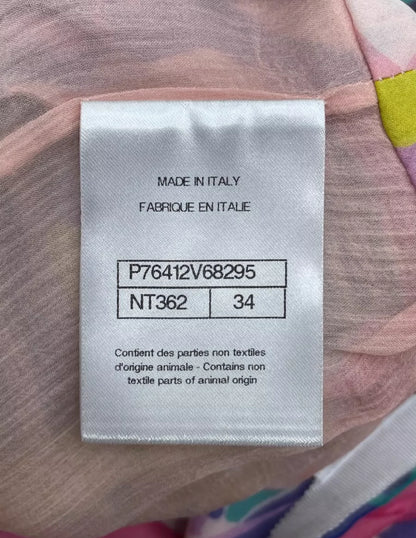 MADE IN ITALY
FABRIQUE EN ITALIE
P76412V68295
NT362 34
Contient des parties non textiles
d'origine animale - Contains non
textile parts of animal origin